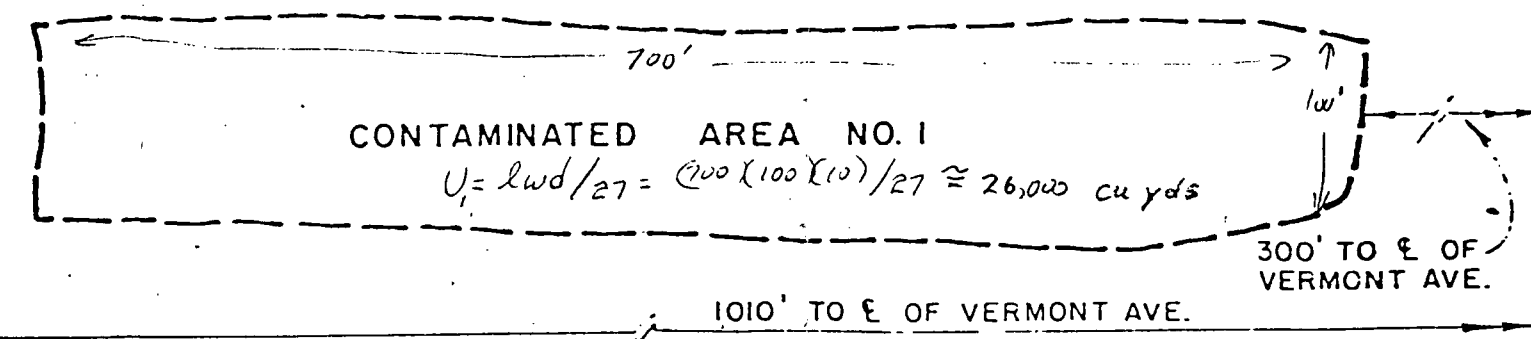 700'
100'
CONTAMINATED AREA NO. 1
V₁ = lwd/27 = (700)(100)(10)/27 ≅ 26,000 cu yds
300' TO ℄ OF
VERMONT AVE.
1010' TO ℄ OF VERMONT AVE.